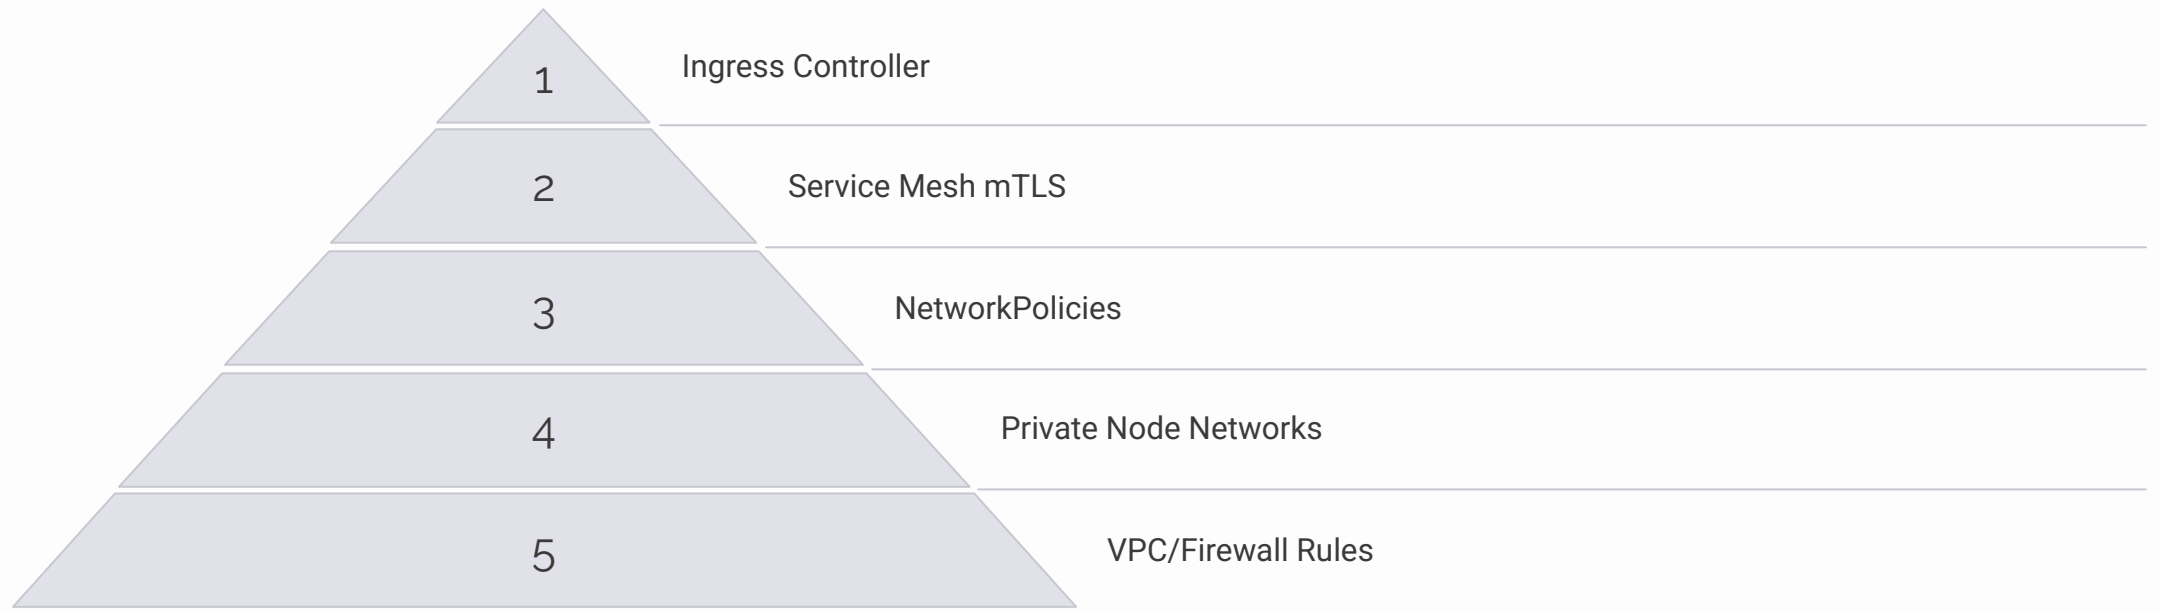 1
Ingress Controller
2
Service Mesh mTLS
3
NetworkPolicies
4
Private Node Networks
5
VPC/Firewall Rules